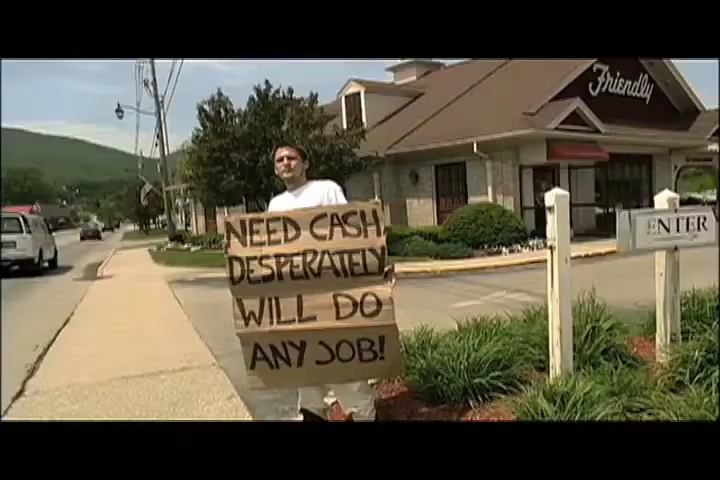 Friendly
NEED CASH
DESPERATELY,
WILL DO
ANY JOB!
ENTER